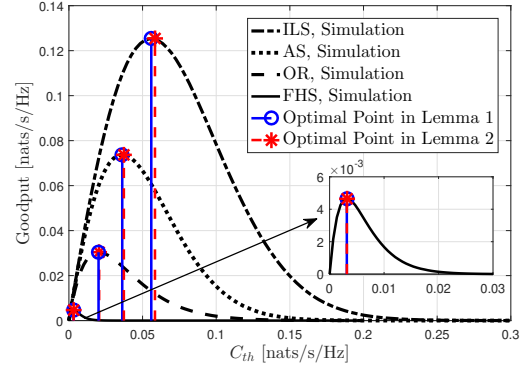 0.14
0.12
0.1
0.08
0.06
0.04
0.02
0
Goodput [nats/s/Hz]
ILS, Simulation
AS, Simulation
OR, Simulation
FHS, Simulation
Optimal Point in Lemma 1
Optimal Point in Lemma 2
6 ×10⁻³
4
2
0
0 0.01 0.02 0.03
0 0.05 0.1 0.15 0.2 0.25 0.3
C_th [nats/s/Hz]